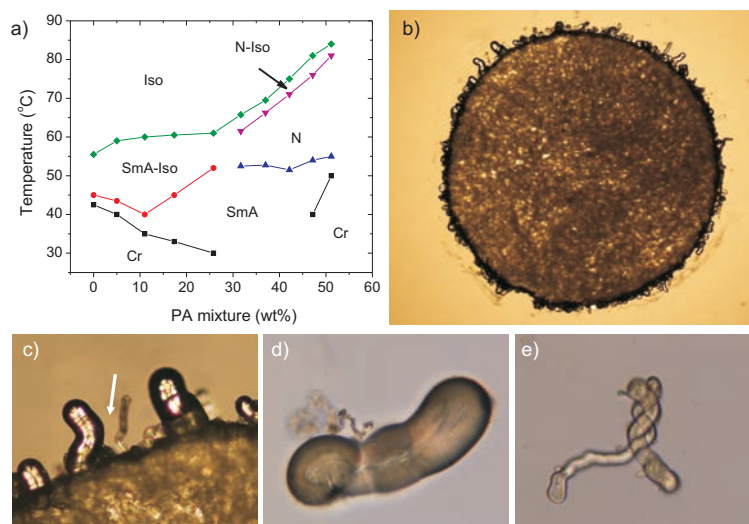 a)
90
80
70
60
50
40
30
Temperature (°C)
0 10 20 30 40 50 60
PA mixture (wt%)
Iso
N-Iso
N
SmA-Iso
SmA
Cr
Cr
b)
c)
d)
e)